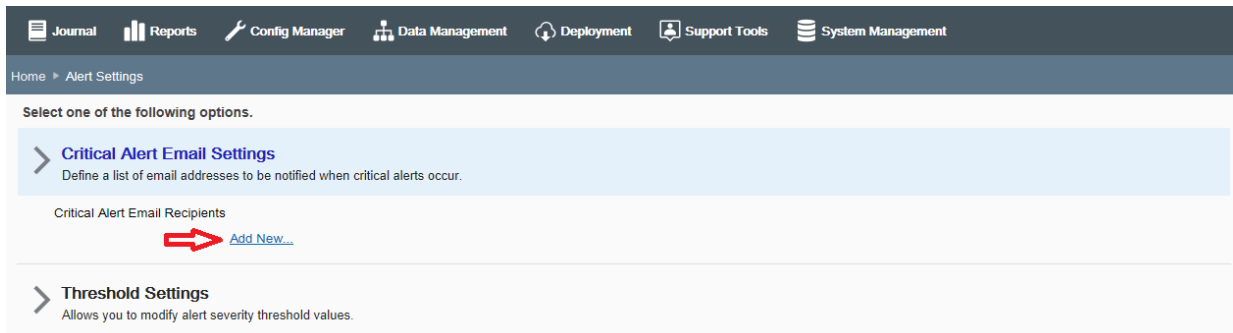 Journal Reports Config Manager Data Management Deployment Support Tools System Management
Home Alert Settings
Select one of the following options.
Critical Alert Email Settings
Define a list of email addresses to be notified when critical alerts occur.
Critical Alert Email Recipients
Add New...
Threshold Settings
Allows you to modify alert severity threshold values.